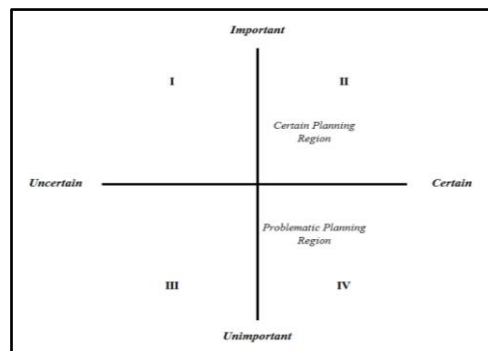 Important
I II
Certain Planning
Region
Uncertain Certain
Problematic Planning
Region
III IV
Unimportant